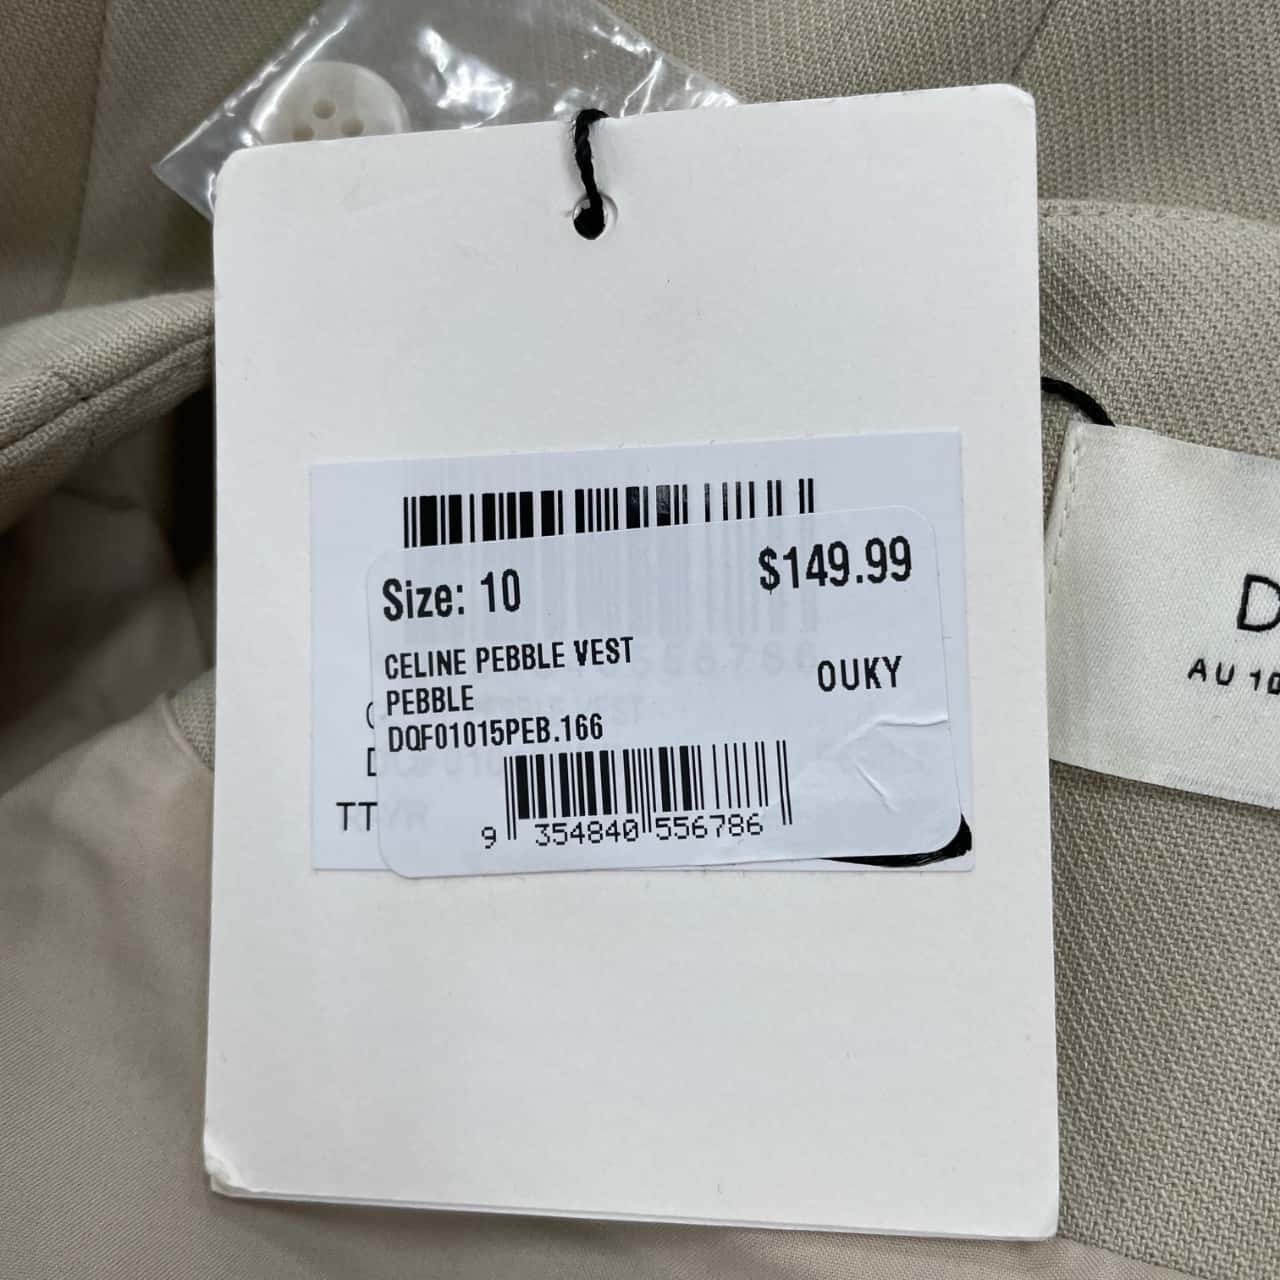 Size: 10
$149.99
CELINE PEBBLE VEST
PEBBLE
OUKY
DQF01015PEB.166
9 354840 556786
TT
D
AU 10